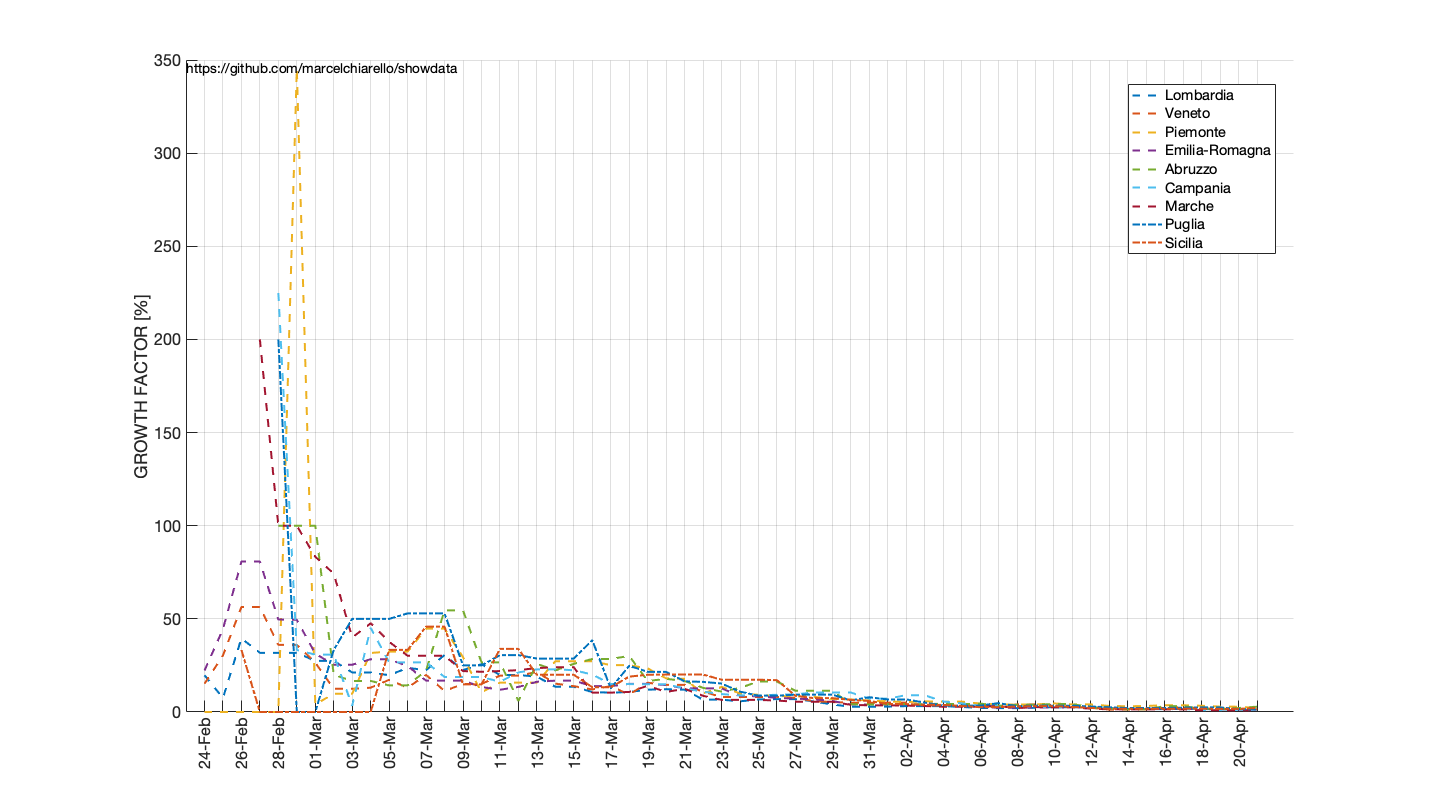 https://github.com/marcelchiarello/showdata
350
300
250
200
150
100
50
0
GROWTH FACTOR [%]
Lombardia
Veneto
Piemonte
Emilia-Romagna
Abruzzo
Campania
Marche
Puglia
Sicilia
24-Feb
26-Feb
28-Feb
01-Mar
03-Mar
05-Mar
07-Mar
09-Mar
11-Mar
13-Mar
15-Mar
17-Mar
19-Mar
21-Mar
23-Mar
25-Mar
27-Mar
29-Mar
31-Mar
02-Apr
04-Apr
06-Apr
08-Apr
10-Apr
12-Apr
14-Apr
16-Apr
18-Apr
20-Apr